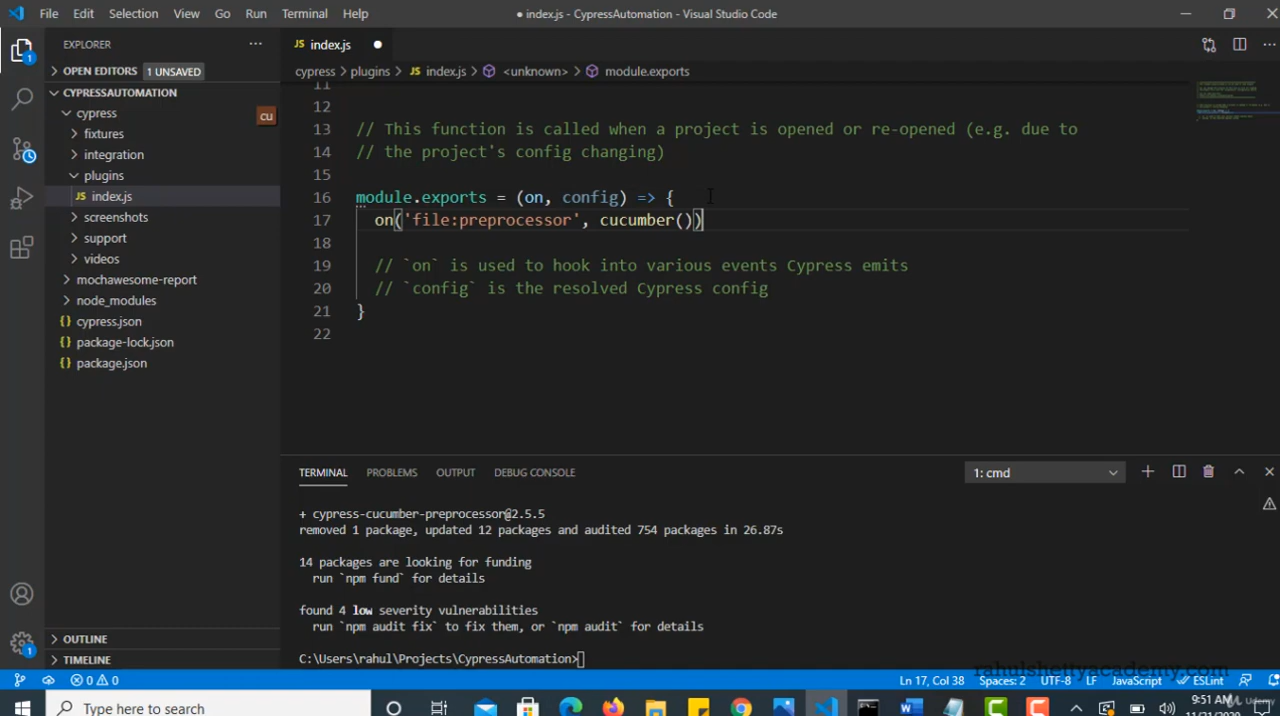 File Edit Selection View Go Run Terminal Help
● index.js - CypressAutomation - Visual Studio Code
EXPLORER
OPEN EDITORS 1 UNSAVED
CYPRESSAUTOMATION
cypress
cu
fixtures
integration
plugins
JS index.js
screenshots
support
videos
mochawesome-report
node_modules
{} cypress.json
{} package-lock.json
{} package.json
OUTLINE
TIMELINE
JS index.js ●
cypress > plugins > JS index.js > <unknown> > module.exports
11
12
13 // This function is called when a project is opened or re-opened (e.g. due to
14 // the project's config changing)
15
16 module.exports = (on, config) => {
17 on('file:preprocessor', cucumber())
18
19 // `on` is used to hook into various events Cypress emits
20 // `config` is the resolved Cypress config
21 }
22
TERMINAL PROBLEMS OUTPUT DEBUG CONSOLE 1: cmd
+ cypress-cucumber-preprocessor@2.5.5
removed 1 package, updated 12 packages and audited 754 packages in 26.87s
14 packages are looking for funding
run `npm fund` for details
found 4 low severity vulnerabilities
run `npm audit fix` to fix them, or `npm audit` for details
C:\Users\rahul\Projects\CypressAutomation>
rahulshettyacademy.com
0 0 Ln 17, Col 38 Spaces: 2 UTF-8 LF JavaScript ESLint
Type here to search
9:51 AM
Udemy